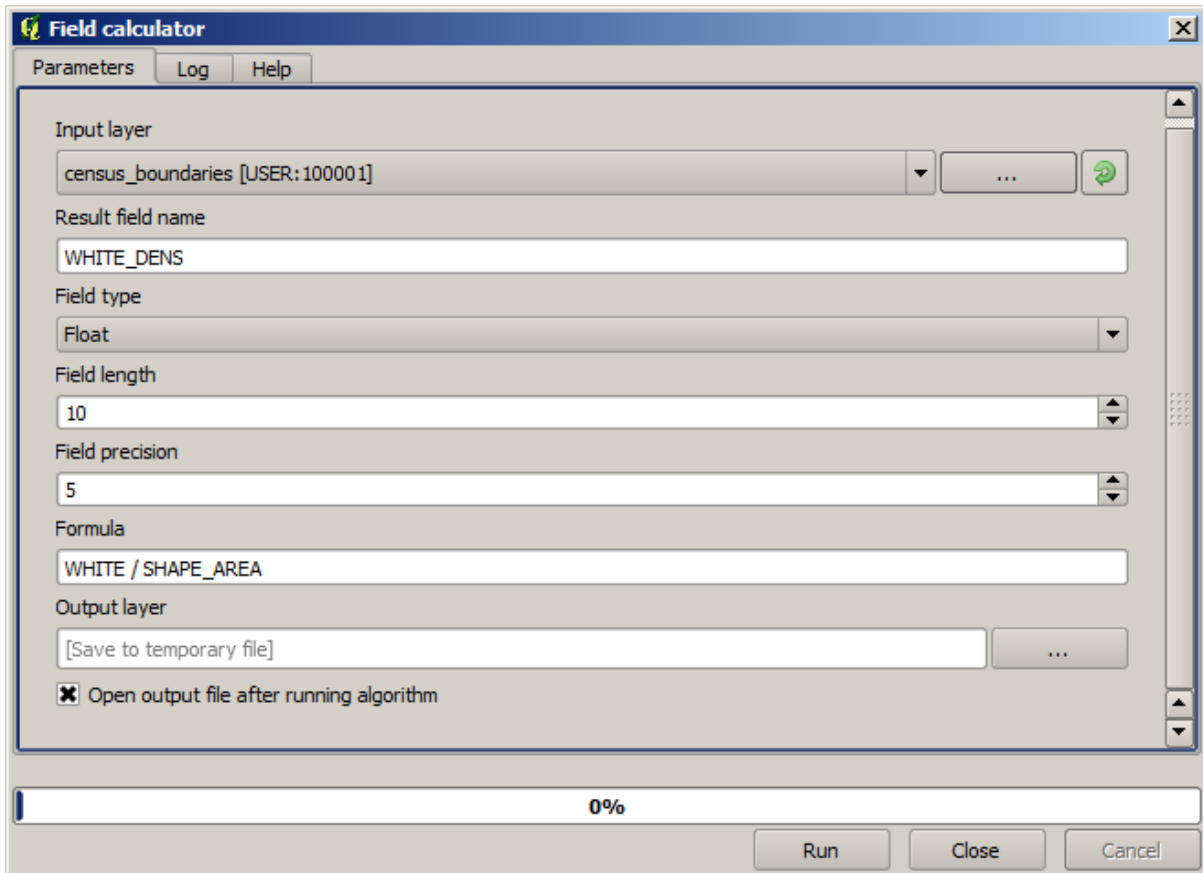 Field calculator
Parameters Log Help
Input layer
census_boundaries [USER:100001]
...
Result field name
WHITE_DENS
Field type
Float
Field length
10
Field precision
5
Formula
WHITE / SHAPE_AREA
Output layer
[Save to temporary file]
...
Open output file after running algorithm
0%
Run Close Cancel